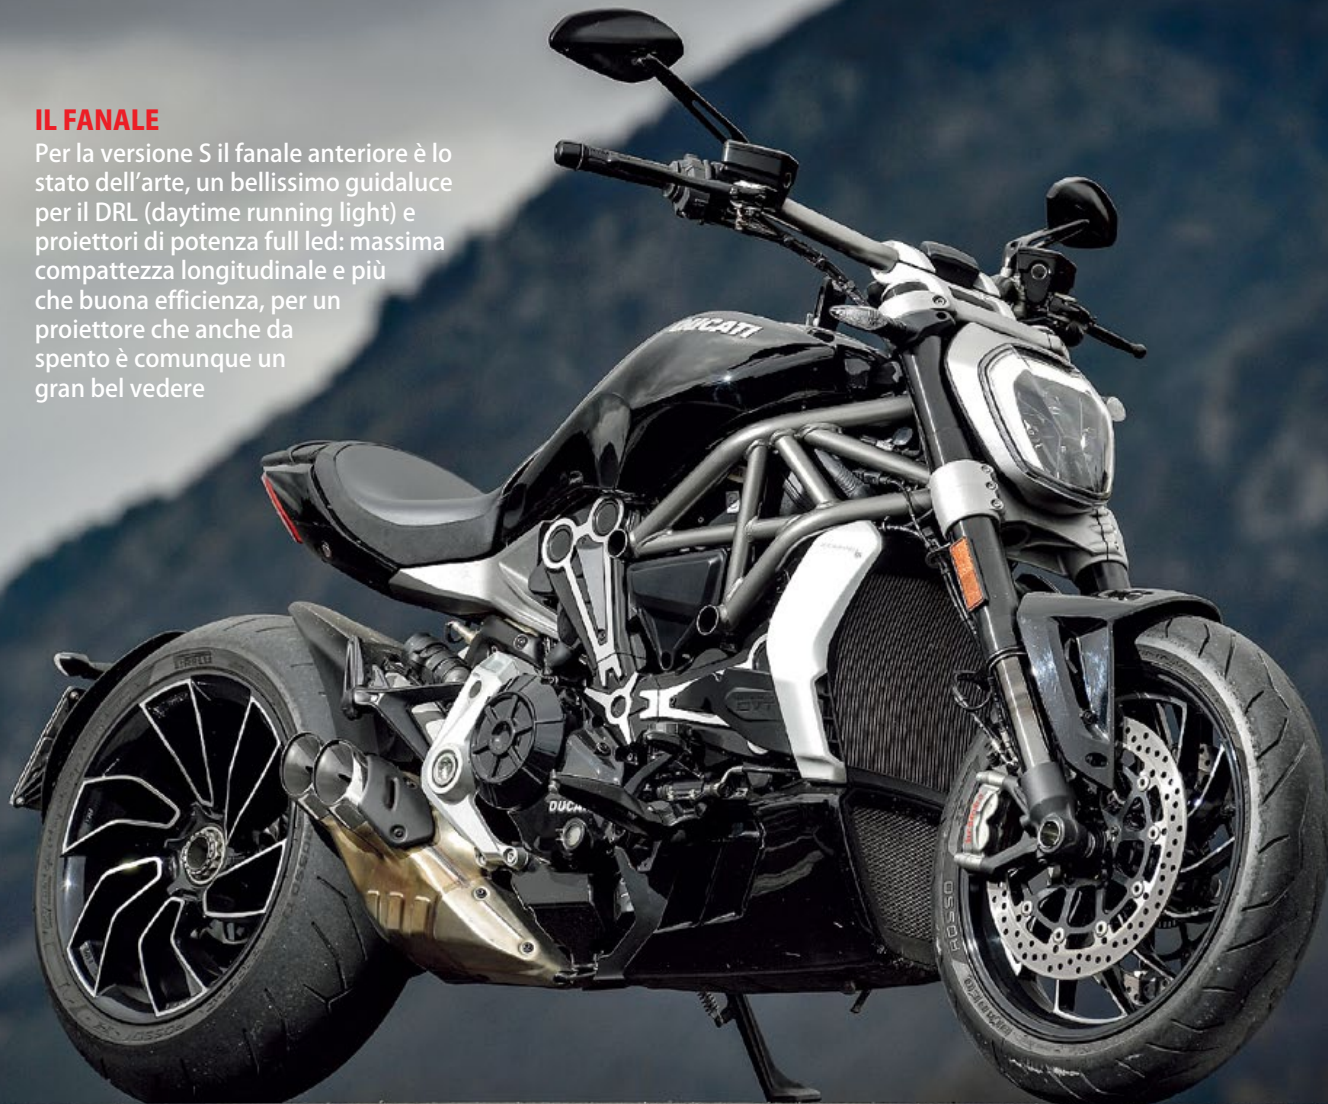 IL FANALE
Per la versione S il fanale anteriore è lo
stato dell’arte, un bellissimo guidaluce
per il DRL (daytime running light) e
proiettori di potenza full led: massima
compattezza longitudinale e più
che buona efficienza, per un
proiettore che anche da
spento è comunque un
gran bel vedere
DUCATI
PIRELLI
ROSSO